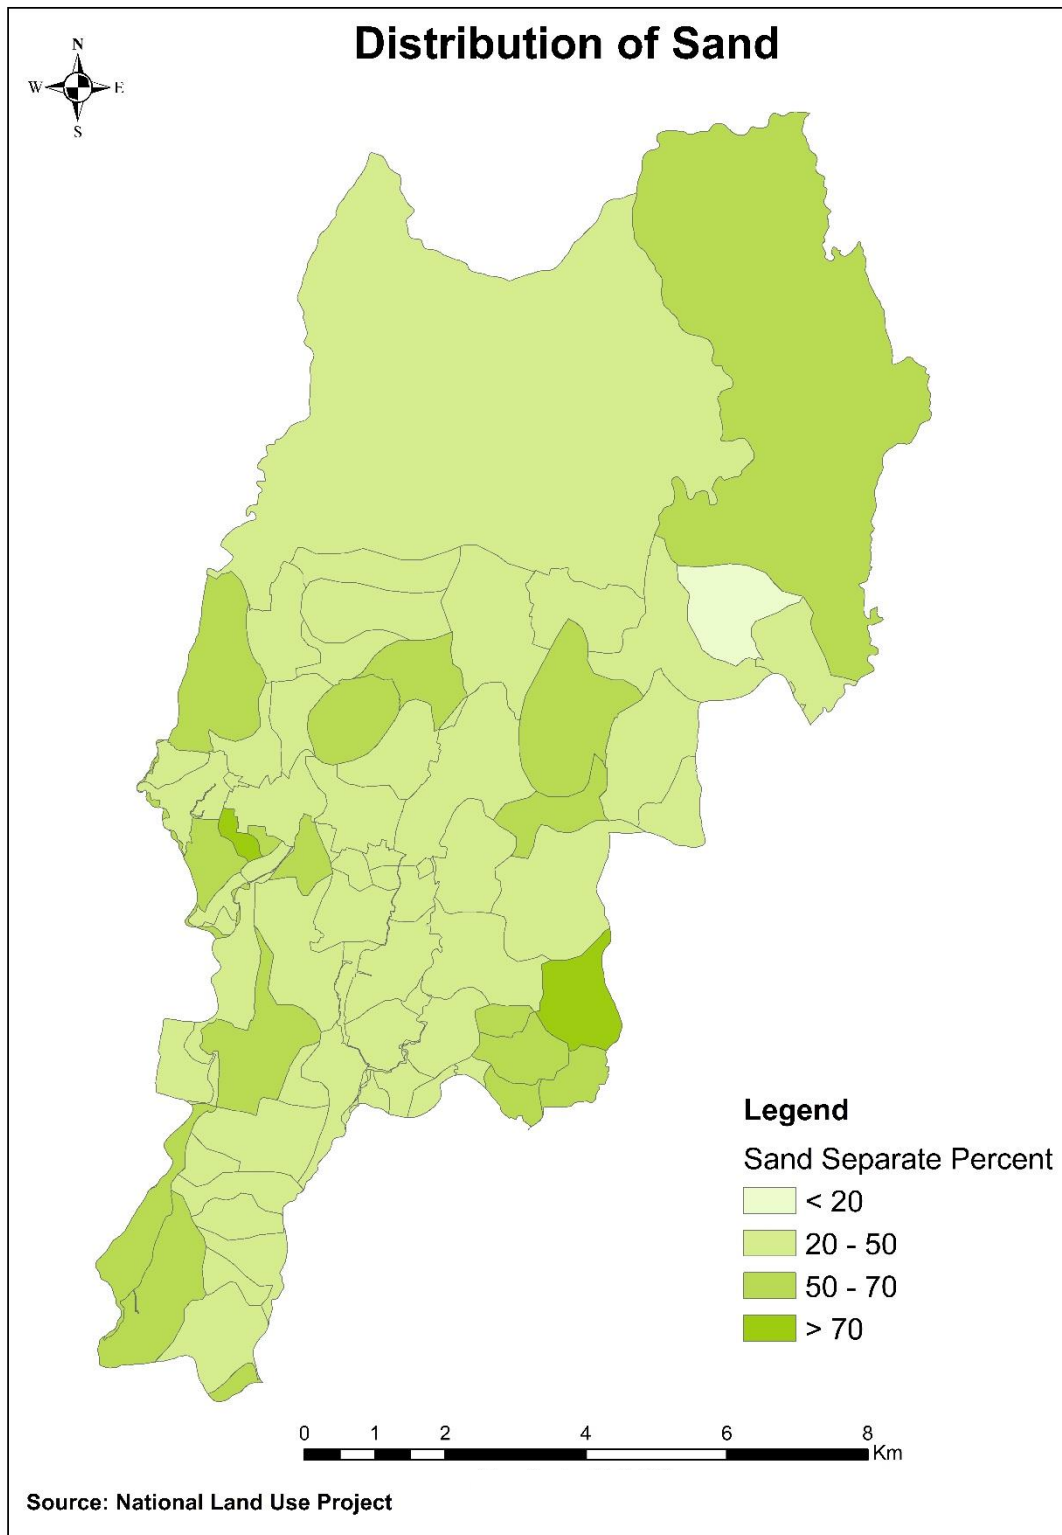 Distribution of Sand
N
W E
S
Legend
Sand Separate Percent
< 20
20 - 50
50 - 70
> 70
0 1 2 4 6 8
Km
Source: National Land Use Project